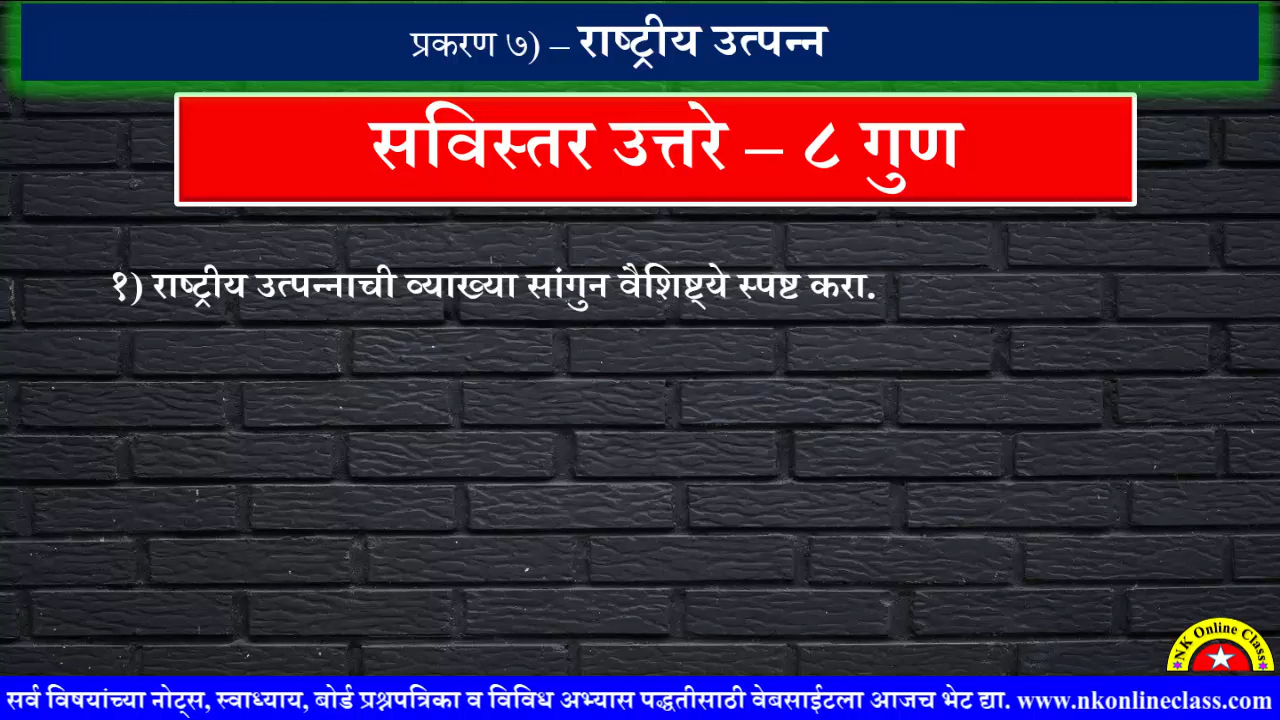 प्रकरण ७) – राष्ट्रीय उत्पन्न
सविस्तर उत्तरे – ८ गुण
१) राष्ट्रीय उत्पन्नाची व्याख्या सांगुन वैशिष्ट्ये स्पष्ट करा.
NK Online Class
सर्व विषयांच्या नोट्स, स्वाध्याय, बोर्ड प्रश्नपत्रिका व विविध अभ्यास पद्धतीसाठी वेबसाईटला आजच भेट द्या. www.nkonlineclass.com